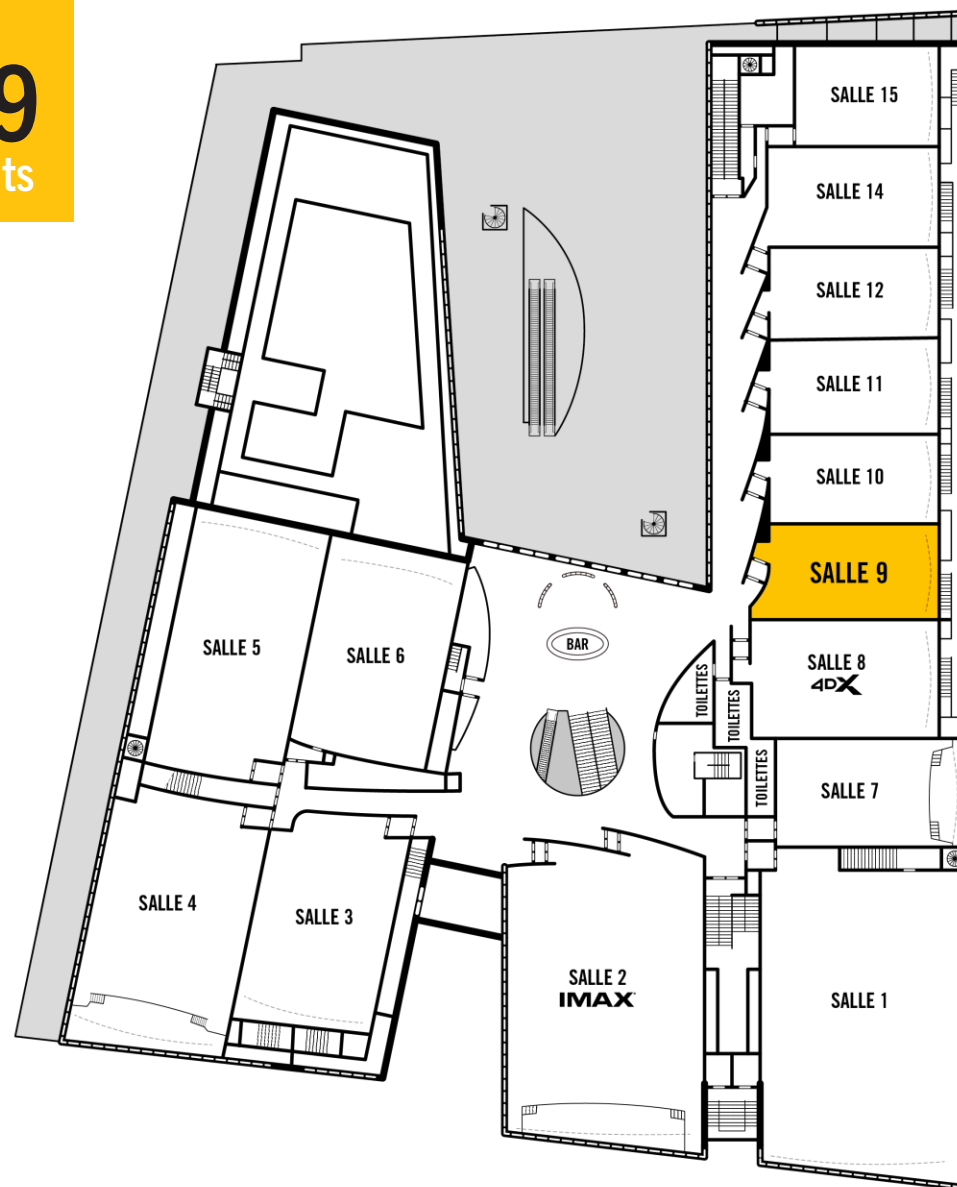 9
ts
SALLE 15
SALLE 14
SALLE 12
SALLE 11
SALLE 10
SALLE 9
SALLE 8
4DX
SALLE 7
SALLE 5
SALLE 6
BAR
TOILETTES
TOILETTES
TOILETTES
SALLE 4
SALLE 3
SALLE 2
IMAX
SALLE 1